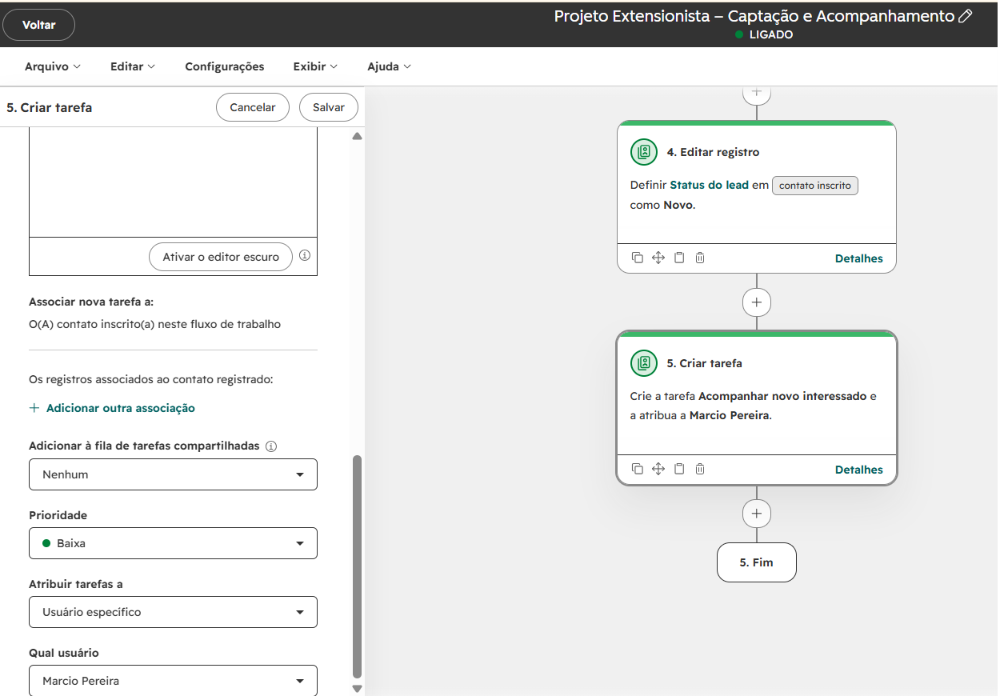 Voltar
Projeto Extensionista – Captação e Acompanhamento
LIGADO
Arquivo
Editar
Configurações
Exibir
Ajuda
5. Criar tarefa
Cancelar
Salvar
Ativar o editor escuro
Associar nova tarefa a:
O(A) contato inscrito(a) neste fluxo de trabalho
Os registros associados ao contato registrado:
+ Adicionar outra associação
Adicionar à fila de tarefas compartilhadas
Nenhum
Prioridade
Baixa
Atribuir tarefas a
Usuário específico
Qual usuário
Marcio Pereira
4. Editar registro
Definir Status do lead em contato inscrito
como Novo.
Detalhes
5. Criar tarefa
Crie a tarefa Acompanhar novo interessado e
a atribua a Marcio Pereira.
Detalhes
5. Fim